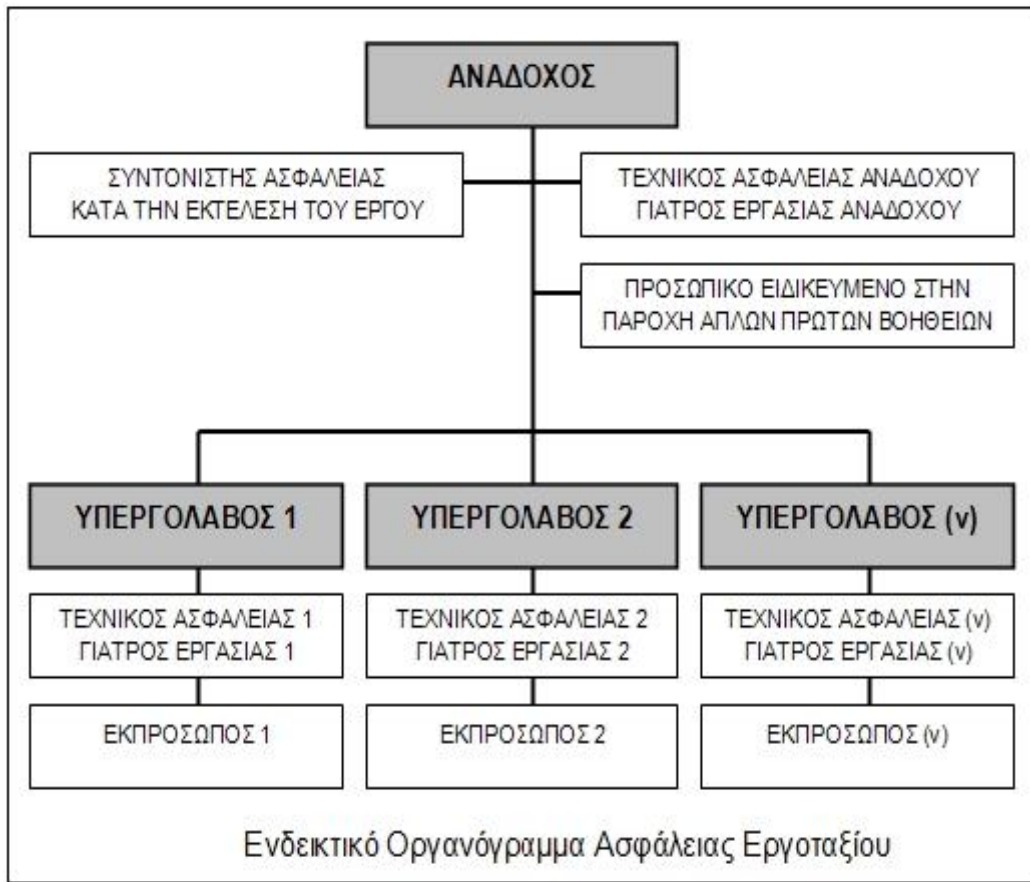 ΑΝΑΔΟΧΟΣ
ΣΥΝΤΟΝΙΣΤΗΣ ΑΣΦΑΛΕΙΑΣ
ΚΑΤΑ ΤΗΝ ΕΚΤΕΛΕΣΗ ΤΟΥ ΕΡΓΟΥ
ΤΕΧΝΙΚΟΣ ΑΣΦΑΛΕΙΑΣ ΑΝΑΔΟΧΟΥ
ΓΙΑΤΡΟΣ ΕΡΓΑΣΙΑΣ ΑΝΑΔΟΧΟΥ
ΠΡΟΣΩΠΙΚΟ ΕΙΔΙΚΕΥΜΕΝΟ ΣΤΗΝ
ΠΑΡΟΧΗ ΑΠΛΩΝ ΠΡΩΤΩΝ ΒΟΗΘΕΙΩΝ
ΥΠΕΡΓΟΛΑΒΟΣ 1
ΤΕΧΝΙΚΟΣ ΑΣΦΑΛΕΙΑΣ 1
ΓΙΑΤΡΟΣ ΕΡΓΑΣΙΑΣ 1
ΕΚΠΡΟΣΩΠΟΣ 1
ΥΠΕΡΓΟΛΑΒΟΣ 2
ΤΕΧΝΙΚΟΣ ΑΣΦΑΛΕΙΑΣ 2
ΓΙΑΤΡΟΣ ΕΡΓΑΣΙΑΣ 2
ΕΚΠΡΟΣΩΠΟΣ 2
ΥΠΕΡΓΟΛΑΒΟΣ (ν)
ΤΕΧΝΙΚΟΣ ΑΣΦΑΛΕΙΑΣ (ν)
ΓΙΑΤΡΟΣ ΕΡΓΑΣΙΑΣ (ν)
ΕΚΠΡΟΣΩΠΟΣ (ν)
Ενδεικτικό Οργανόγραμμα Ασφάλειας Εργοταξίου